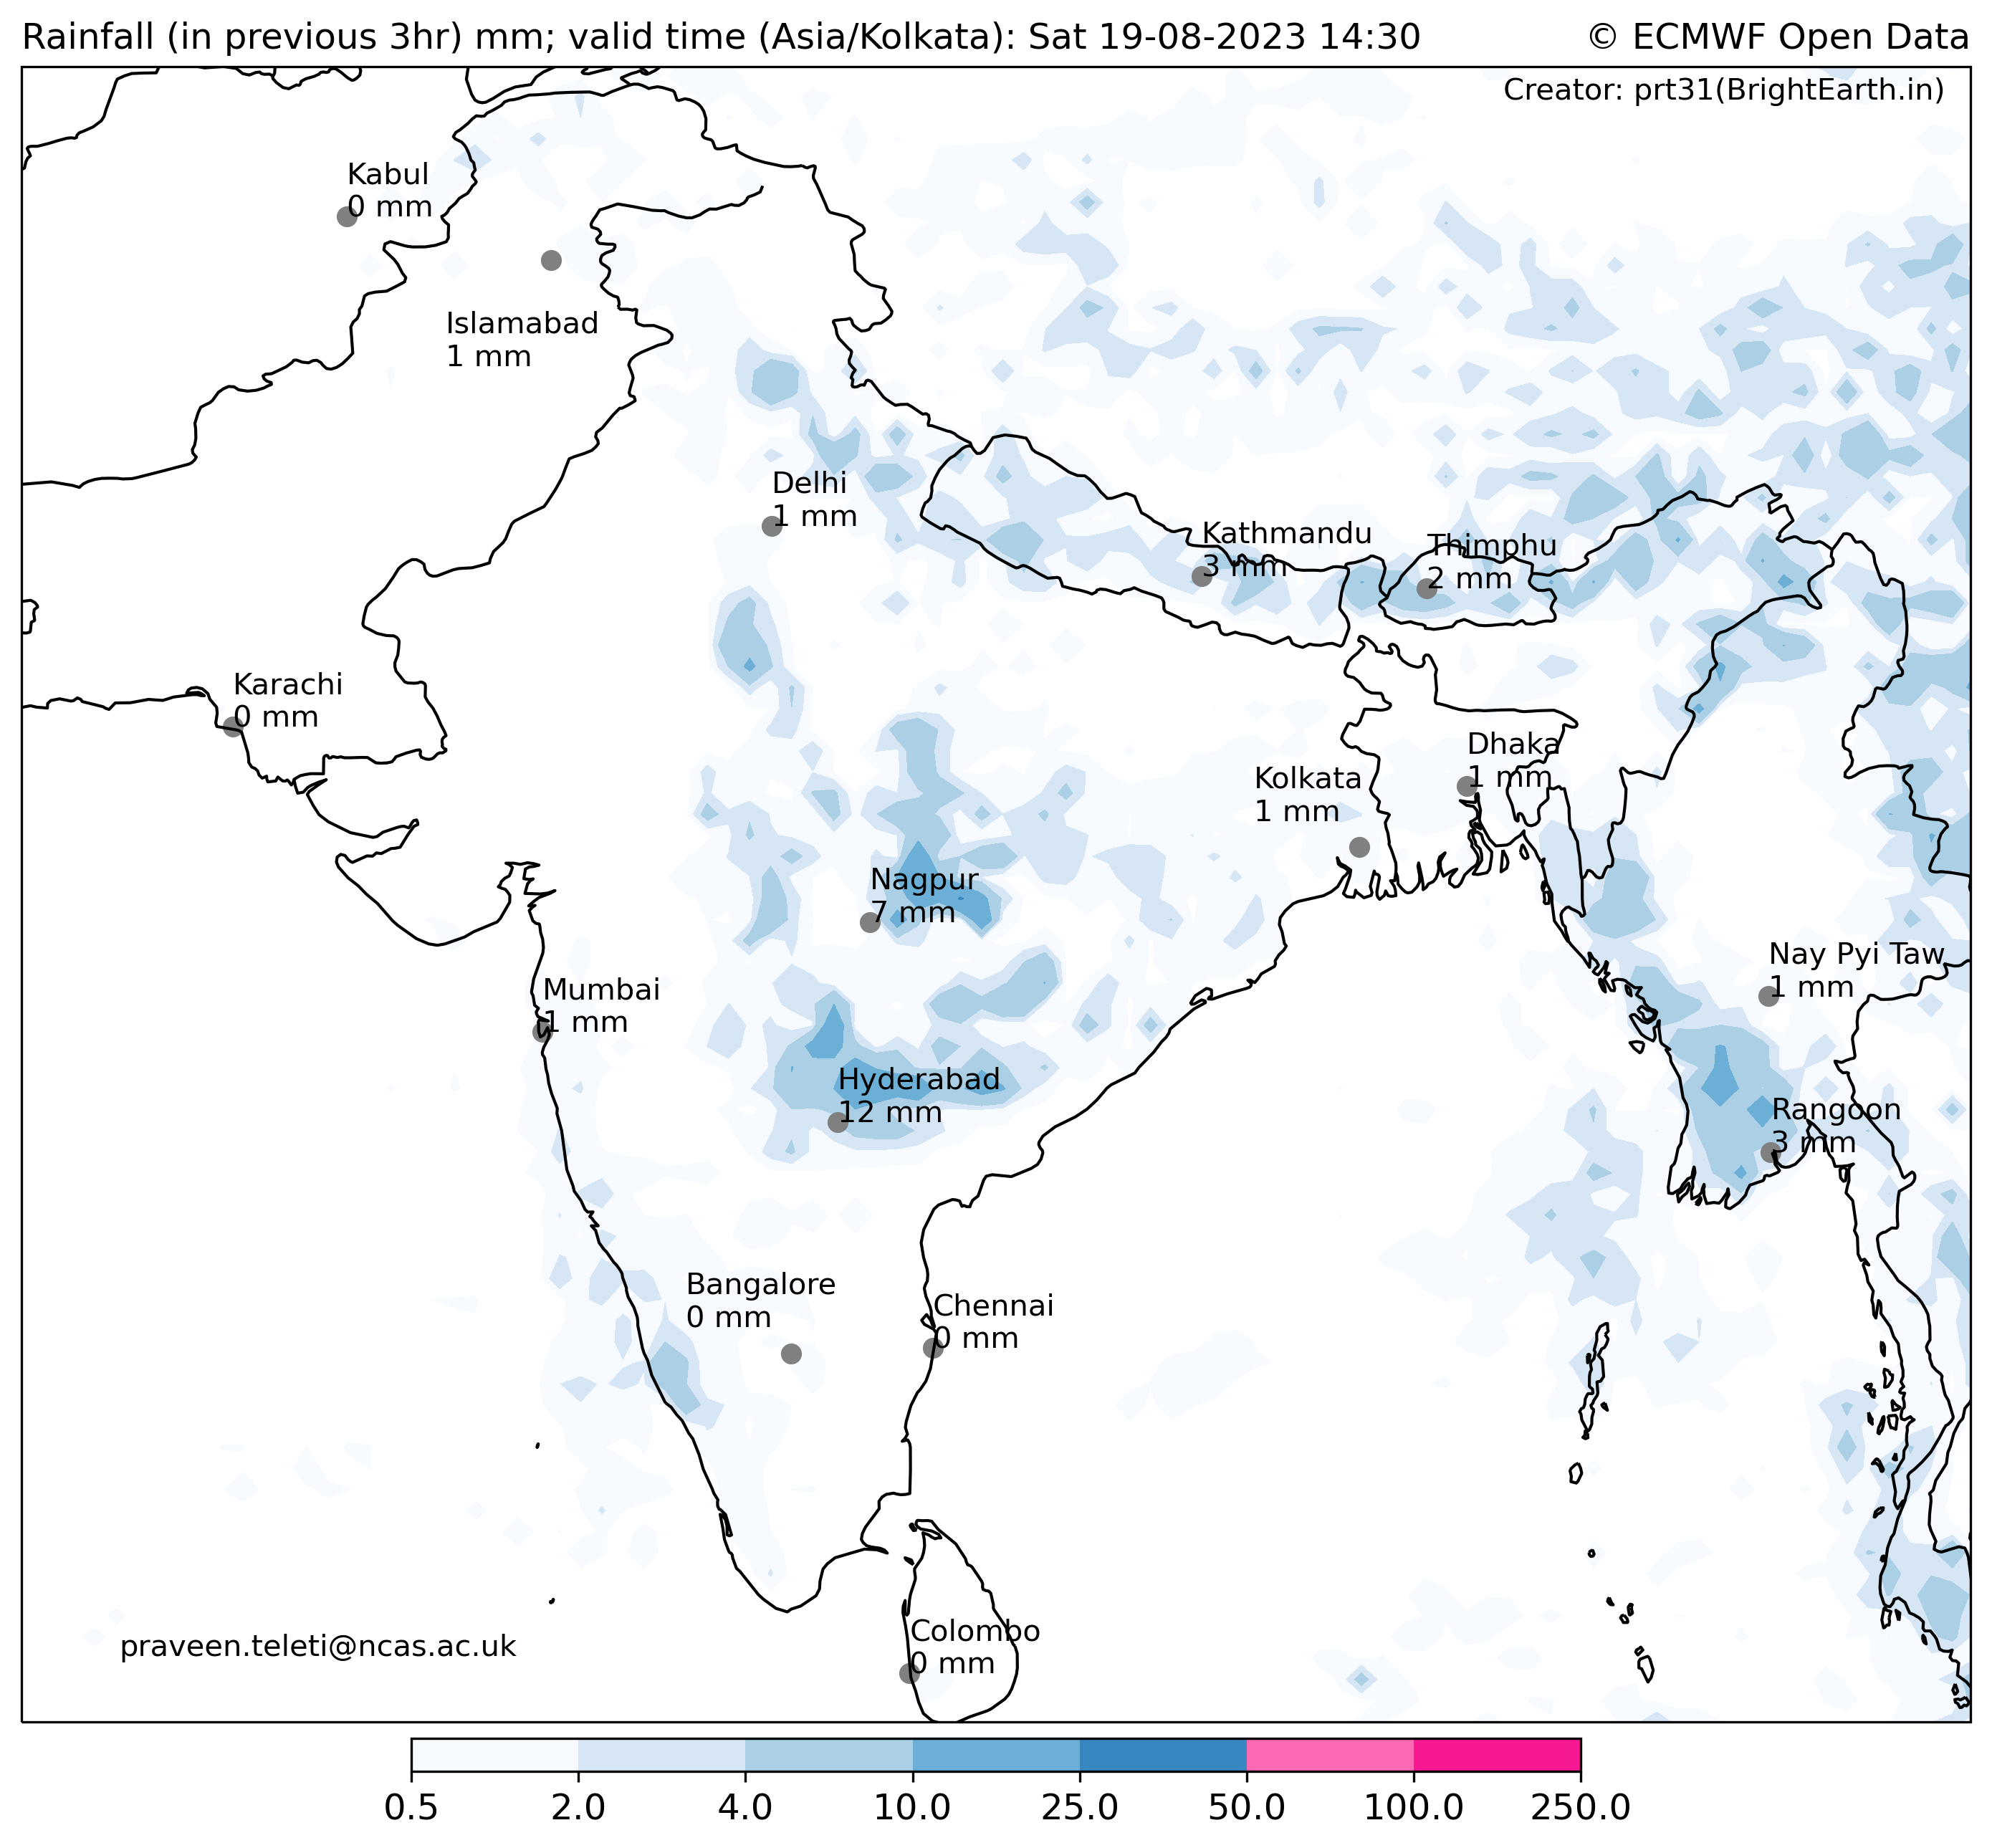 Rainfall (in previous 3hr) mm; valid time (Asia/Kolkata): Sat 19-08-2023 14:30
© ECMWF Open Data
Creator: prt31(BrightEarth.in)
Kabul
0 mm
Islamabad
1 mm
Delhi
1 mm
Kathmandu
3 mm
Thimphu
2 mm
Karachi
0 mm
Dhaka
1 mm
Kolkata
1 mm
Nagpur
7 mm
Nay Pyi Taw
1 mm
Mumbai
1 mm
Hyderabad
12 mm
Rangoon
3 mm
Bangalore
0 mm
Chennai
0 mm
Colombo
0 mm
praveen.teleti@ncas.ac.uk
0.5 2.0 4.0 10.0 25.0 50.0 100.0 250.0